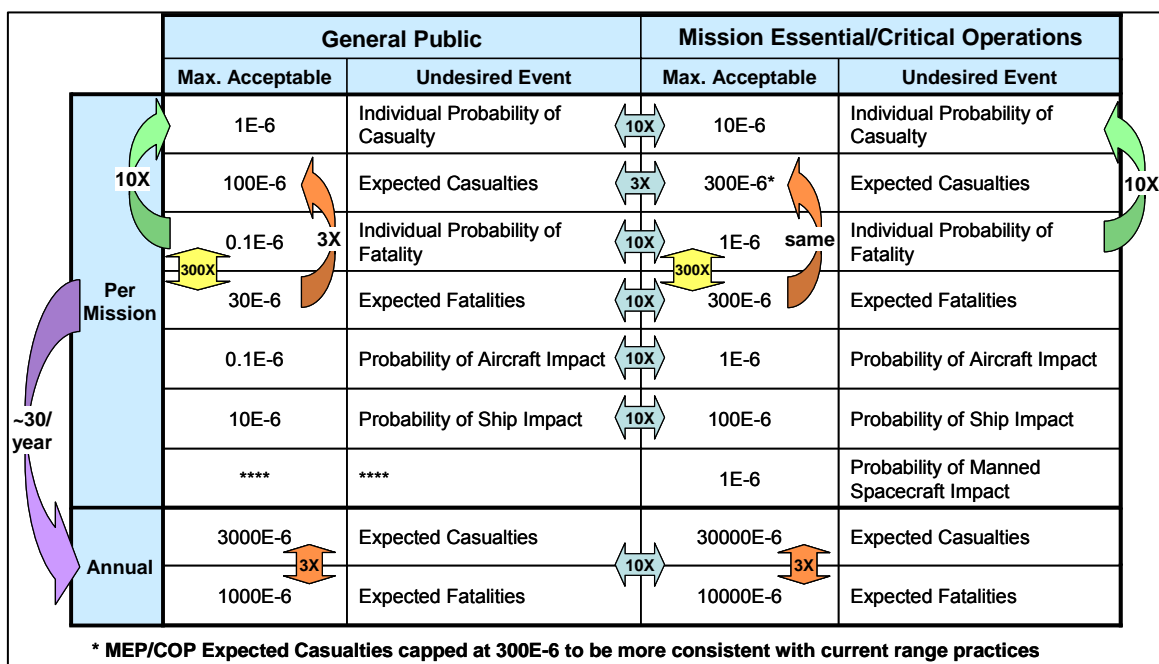 General Public
Mission Essential/Critical Operations
Max. Acceptable
Undesired Event
Max. Acceptable
Undesired Event
Per
Mission
1E-6
Individual Probability of
Casualty
10X
10E-6
Individual Probability of
Casualty
10X
100E-6
Expected Casualties
3X
300E-6*
Expected Casualties
10X
0.1E-6
3X
Individual Probability of
Fatality
10X
1E-6
same
Individual Probability of
Fatality
300X
300X
30E-6
Expected Fatalities
10X
300E-6
Expected Fatalities
0.1E-6
Probability of Aircraft Impact
10X
1E-6
Probability of Aircraft Impact
~30/
year
10E-6
Probability of Ship Impact
10X
100E-6
Probability of Ship Impact
****
****
1E-6
Probability of Manned
Spacecraft Impact
Annual
3000E-6
Expected Casualties
30000E-6
Expected Casualties
3X
10X
3X
1000E-6
Expected Fatalities
10000E-6
Expected Fatalities
* MEP/COP Expected Casualties capped at 300E-6 to be more consistent with current range practices